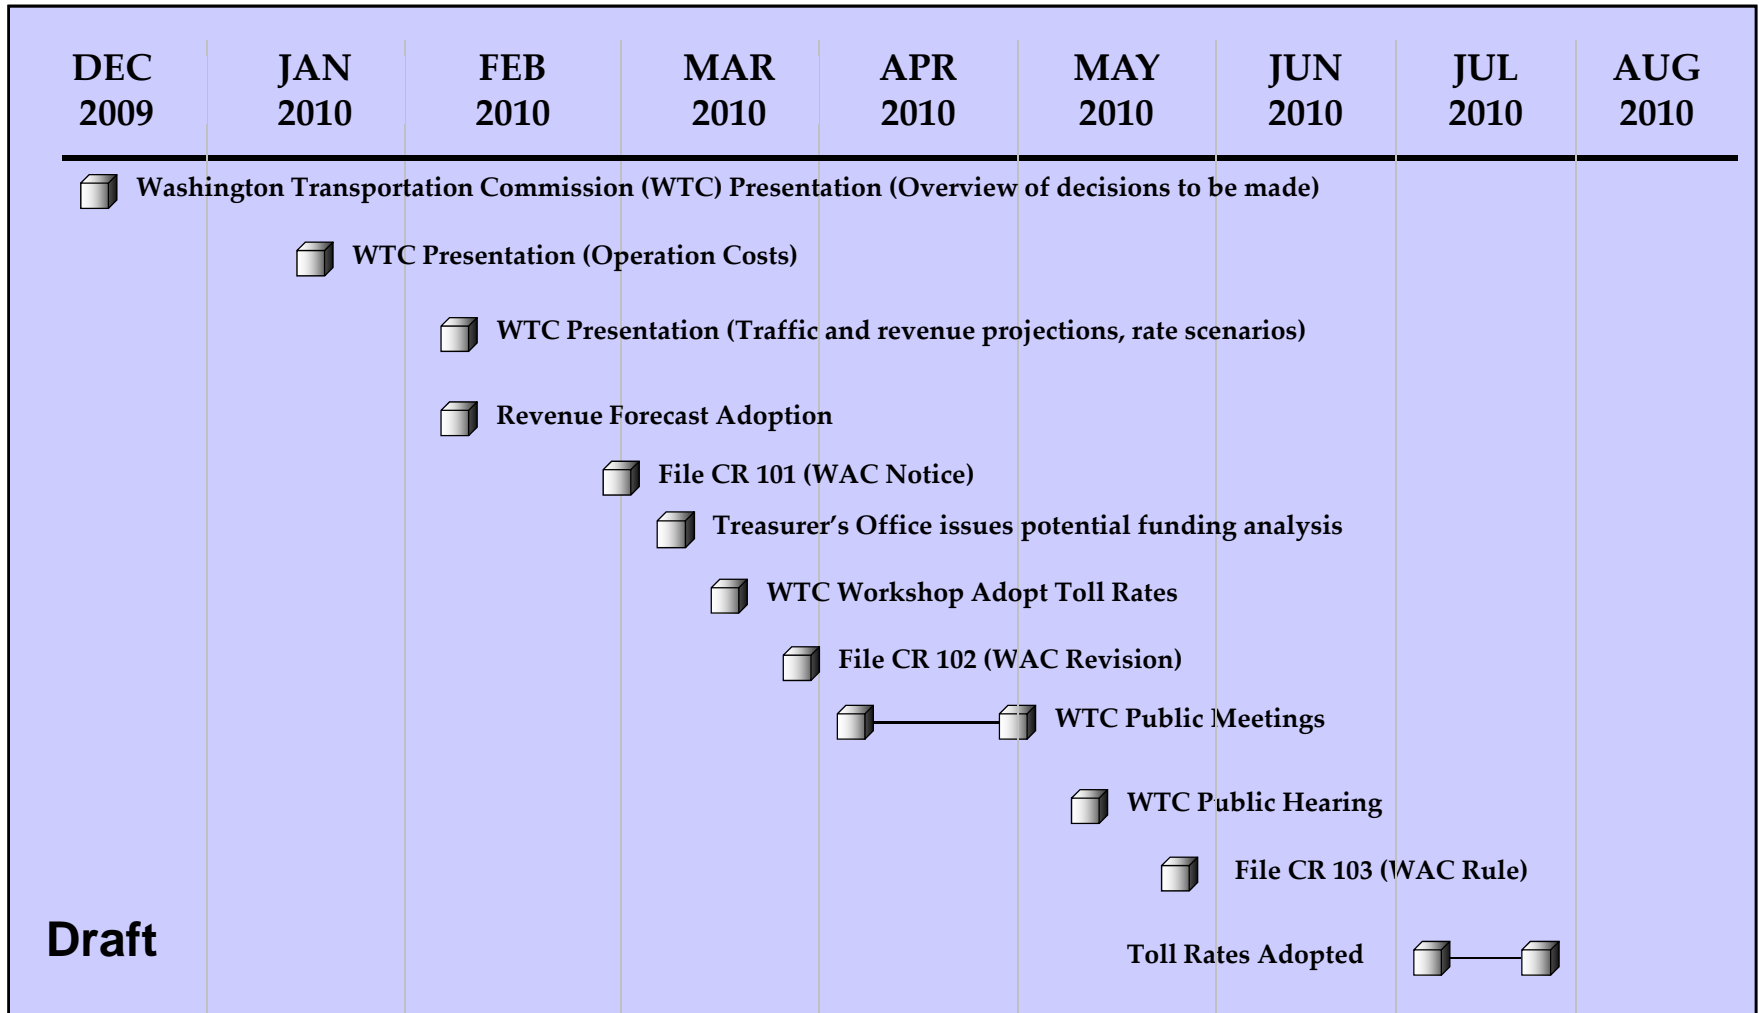 DEC JAN FEB MAR APR MAY JUN JUL AUG
2009 2010 2010 2010 2010 2010 2010 2010 2010
Washington Transportation Commission (WTC) Presentation (Overview of decisions to be made)
WTC Presentation (Operation Costs)
WTC Presentation (Traffic and revenue projections, rate scenarios)
Revenue Forecast Adoption
File CR 101 (WAC Notice)
Treasurer’s Office issues potential funding analysis
WTC Workshop Adopt Toll Rates
File CR 102 (WAC Revision)
WTC Public Meetings
WTC Public Hearing
File CR 103 (WAC Rule)
Draft
Toll Rates Adopted